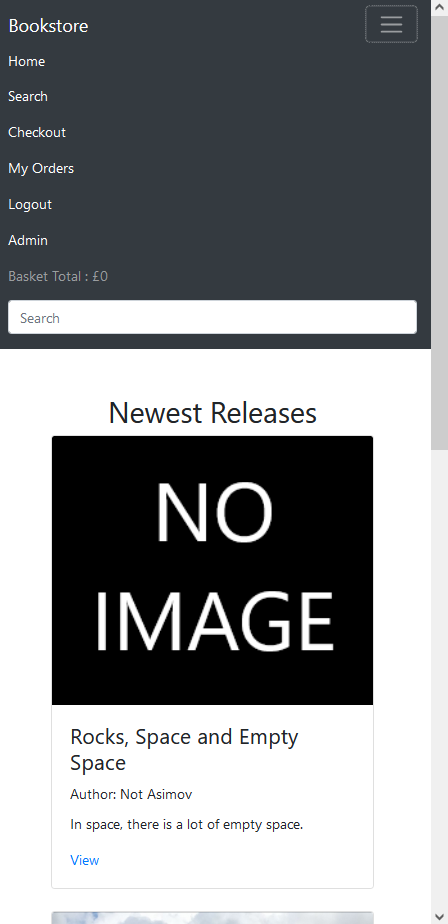 Bookstore
Home
Search
Checkout
My Orders
Logout
Admin
Basket Total : £0
Search
Newest Releases
NO
IMAGE
Rocks, Space and Empty
Space
Author: Not Asimov
In space, there is a lot of empty space.
View